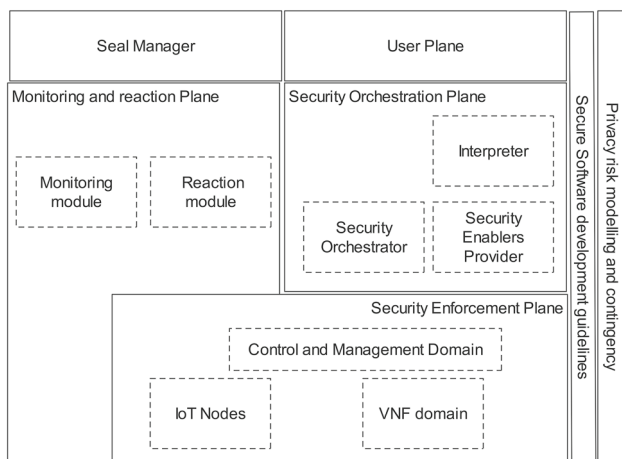 Seal Manager
User Plane
Monitoring and reaction Plane
Monitoring
module
Reaction
module
Security Orchestration Plane
Interpreter
Security
Orchestrator
Security
Enablers
Provider
Security Enforcement Plane
Control and Management Domain
IoT Nodes
VNF domain
Secure Software development guidelines
Privacy risk modelling and contingency